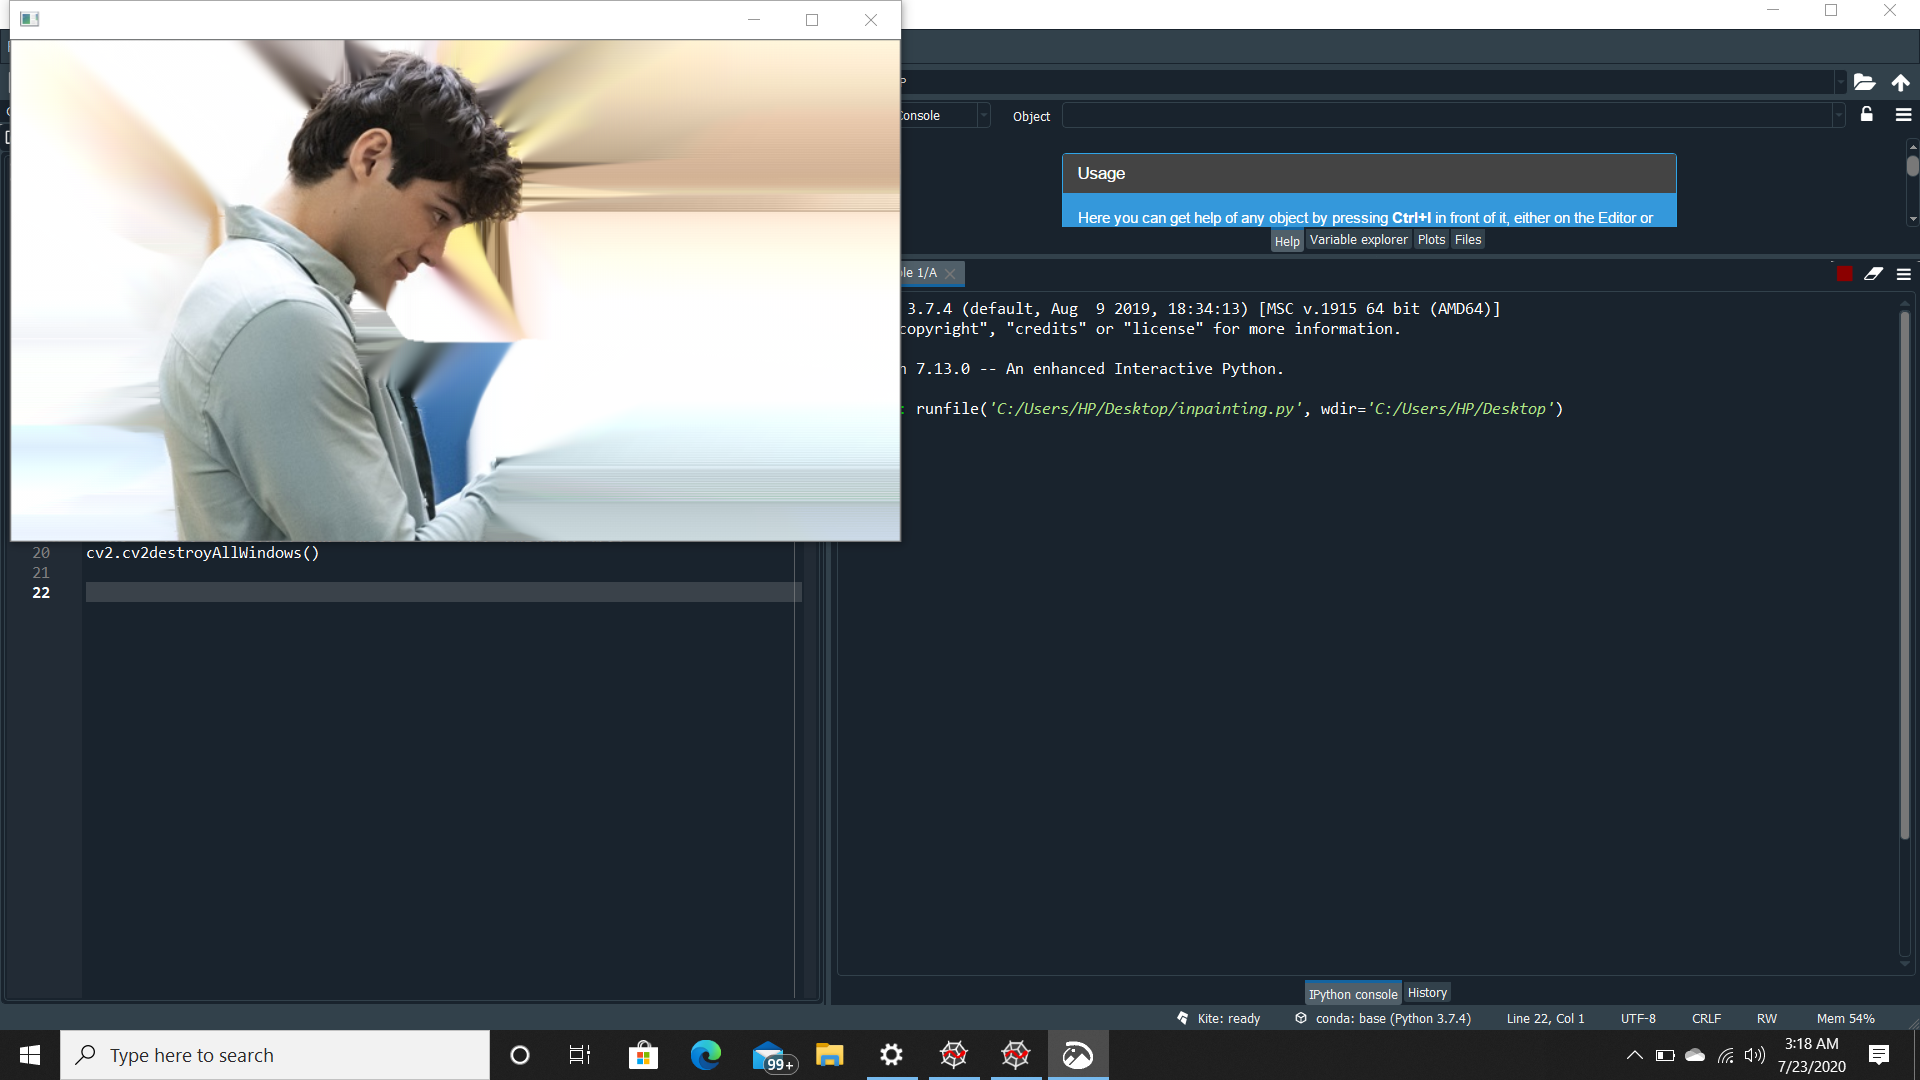 Console
Object
Usage
Here you can get help of any object by pressing Ctrl+I in front of it, either on the Editor or
Help
Variable explorer
Plots
Files
le 1/A
3.7.4 (default, Aug  9 2019, 18:34:13) [MSC v.1915 64 bit (AMD64)]
copyright", "credits" or "license" for more information.
n 7.13.0 -- An enhanced Interactive Python.
: runfile('C:/Users/HP/Desktop/inpainting.py', wdir='C:/Users/HP/Desktop')
20 cv2.cv2destroyAllWindows()
21
22
IPython console
History
Kite: ready
conda: base (Python 3.7.4)
Line 22, Col 1
UTF-8
CRLF
RW
Mem 54%
Type here to search
99+
3:18 AM
7/23/2020